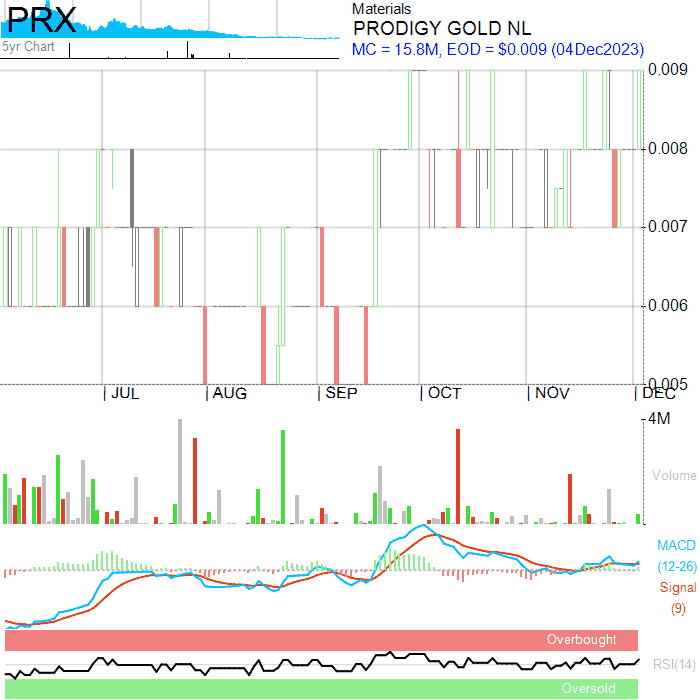 PRX
5yr Chart
Materials
PRODIGY GOLD NL
MC = 15.8M, EOD = $0.009 (04Dec2023)
0.009
0.008
0.007
0.006
0.005
JUL AUG SEP OCT NOV DEC
4M
Volume
MACD
(12-26)
Signal
(9)
Overbought
RSI(14)
Oversold